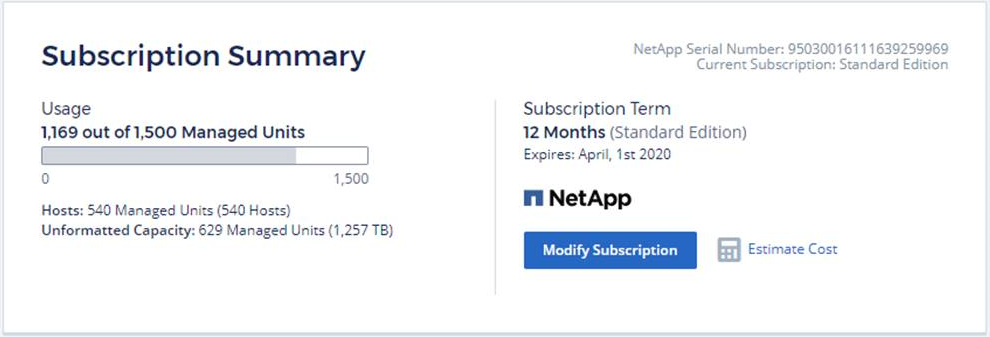 Subscription Summary
NetApp Serial Number: 95030016111639259969
Current Subscription: Standard Edition
Usage
1,169 out of 1,500 Managed Units
0
1,500
Hosts: 540 Managed Units (540 Hosts)
Unformatted Capacity: 629 Managed Units (1,257 TB)
Subscription Term
12 Months (Standard Edition)
Expires: April, 1st 2020
NetApp
Modify Subscription
Estimate Cost